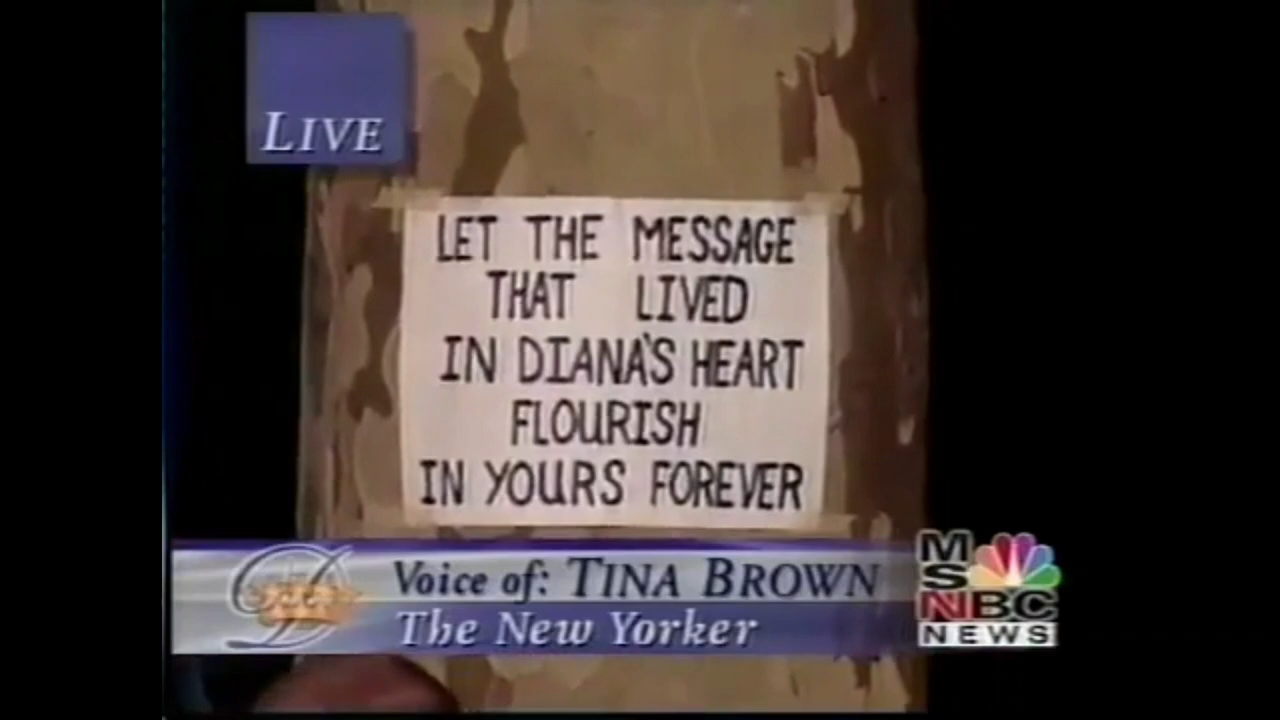 LIVE
LET THE MESSAGE
THAT LIVED
IN DIANA'S HEART
FLOURISH
IN YOURS FOREVER
Voice of: TINA BROWN
The New Yorker
MSNBC
NEWS